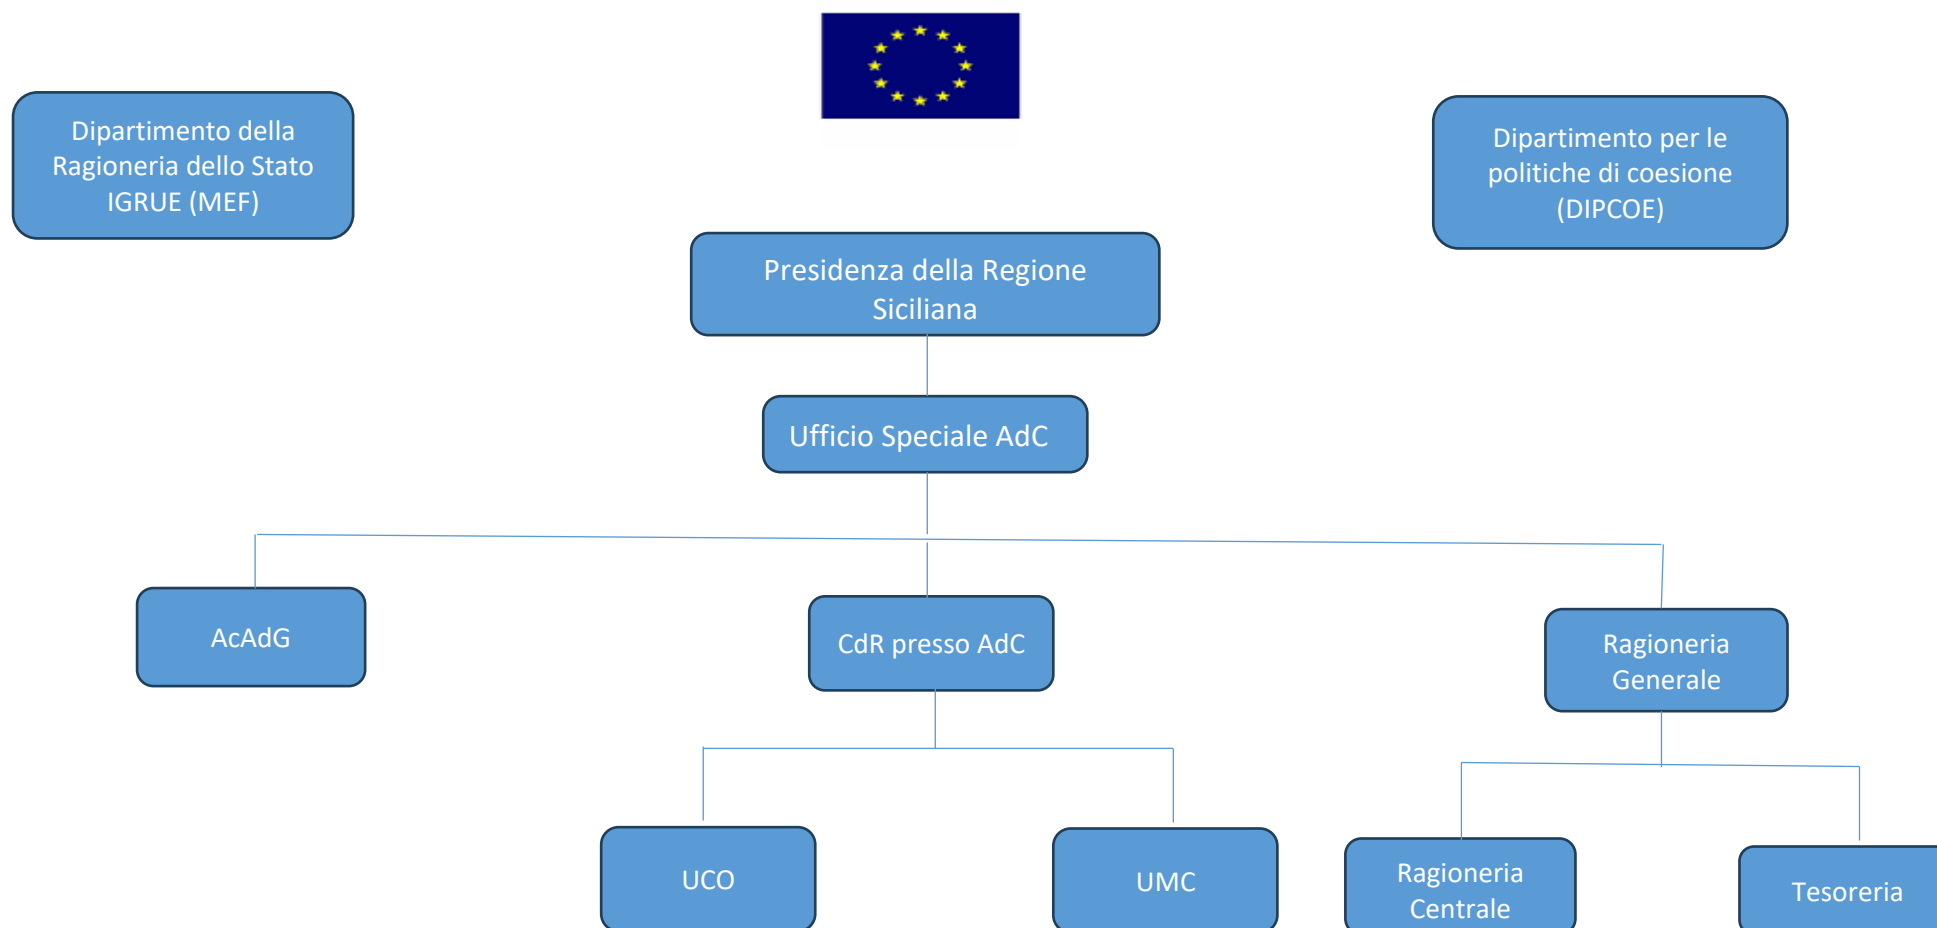 Dipartimento della
Ragioneria dello Stato
IGRUE (MEF)
Dipartimento per le
politiche di coesione
(DIPCOE)
Presidenza della Regione
Siciliana
Ufficio Speciale AdC
AcAdG
CdR presso AdC
Ragioneria
Generale
UCO
UMC
Ragioneria
Centrale
Tesoreria